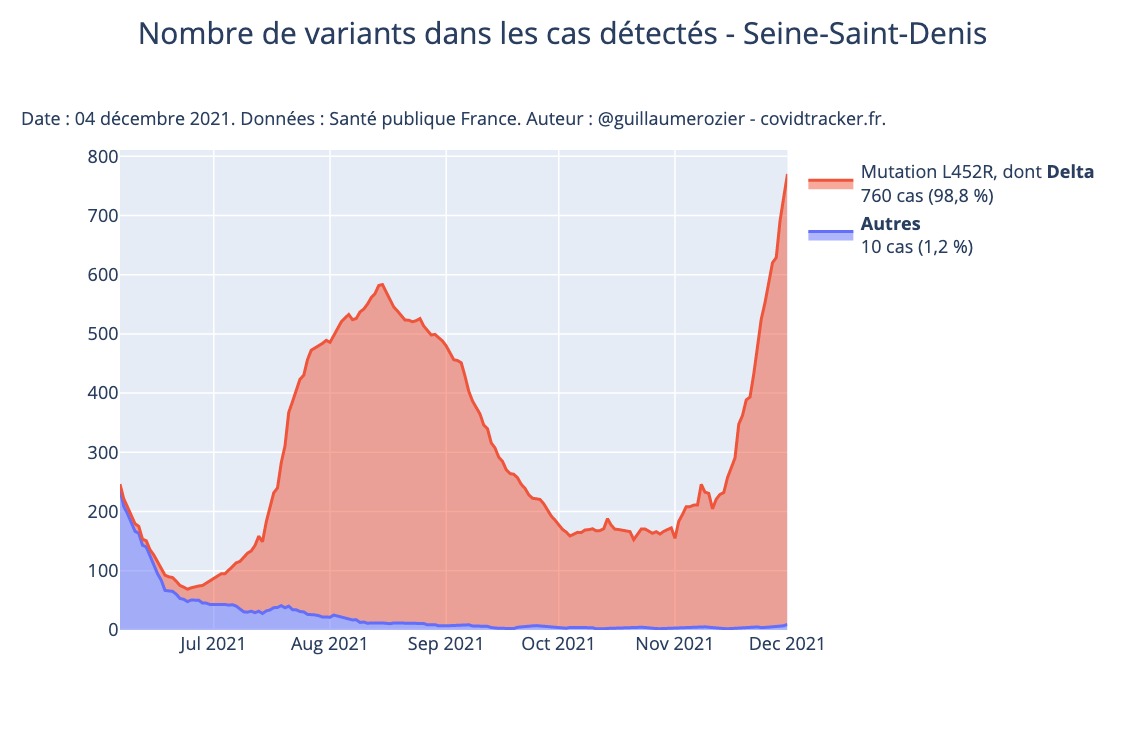 Nombre de variants dans les cas détectés - Seine-Saint-Denis
Date : 04 décembre 2021. Données : Santé publique France. Auteur : @guillaumerozier - covidtracker.fr.
800
700
600
500
400
300
200
100
0
Jul 2021 Aug 2021 Sep 2021 Oct 2021 Nov 2021 Dec 2021
Mutation L452R, dont Delta
760 cas (98,8 %)
Autres
10 cas (1,2 %)